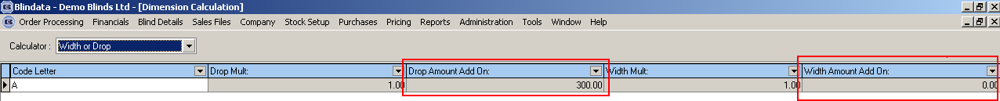 Blindata - Demo Blinds Ltd - [Dimension Calculation]
Order Processing Financials Blind Details Sales Files Company Stock Setup Purchases Pricing Reports Administration Tools Window Help
Calculator : Width or Drop
Code Letter Drop Mult: Drop Amount Add On: Width Mult: Width Amount Add On:
A 1.00 300.00 1.00 0.00